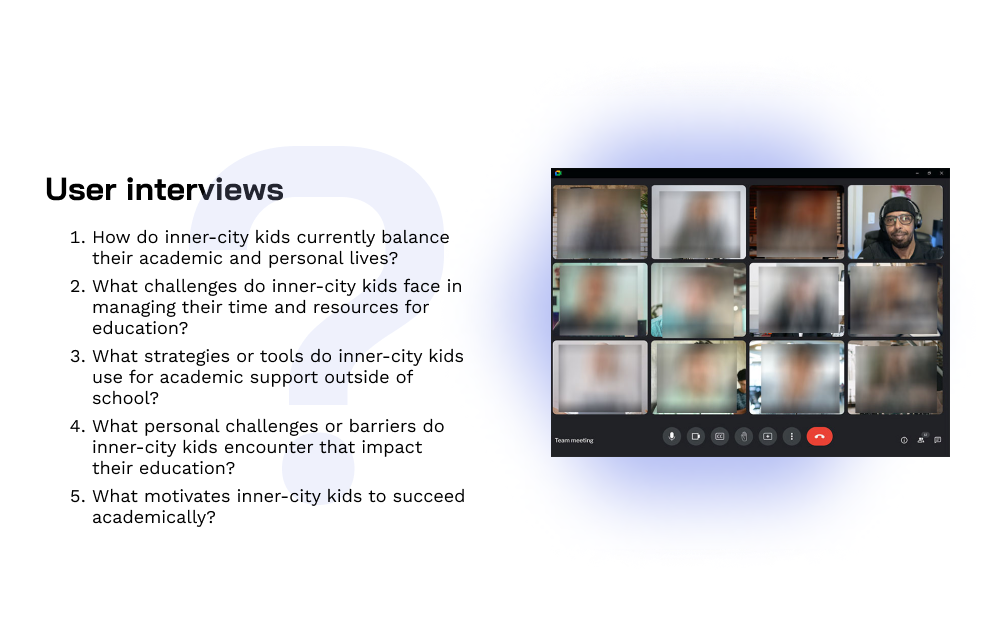 User interviews
1. How do inner-city kids currently balance
their academic and personal lives?
2. What challenges do inner-city kids face in
managing their time and resources for
education?
3. What strategies or tools do inner-city kids
use for academic support outside of
school?
4. What personal challenges or barriers do
inner-city kids encounter that impact
their education?
5. What motivates inner-city kids to succeed
academically?
?
Team meeting